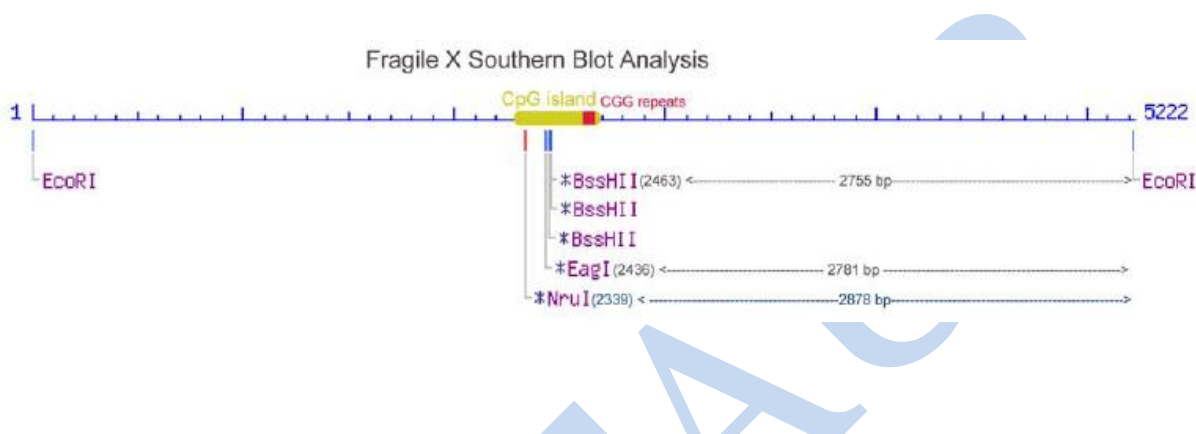 Fragile X Southern Blot Analysis
CpG island CGG repeats
1 5222
EcoRI *BssHII(2463) <- 2755 bp -> EcoRI
*BssHII
*BssHII
*EagI(2436) <- 2781 bp -> 
*NruI(2339) <- 2878 bp ->